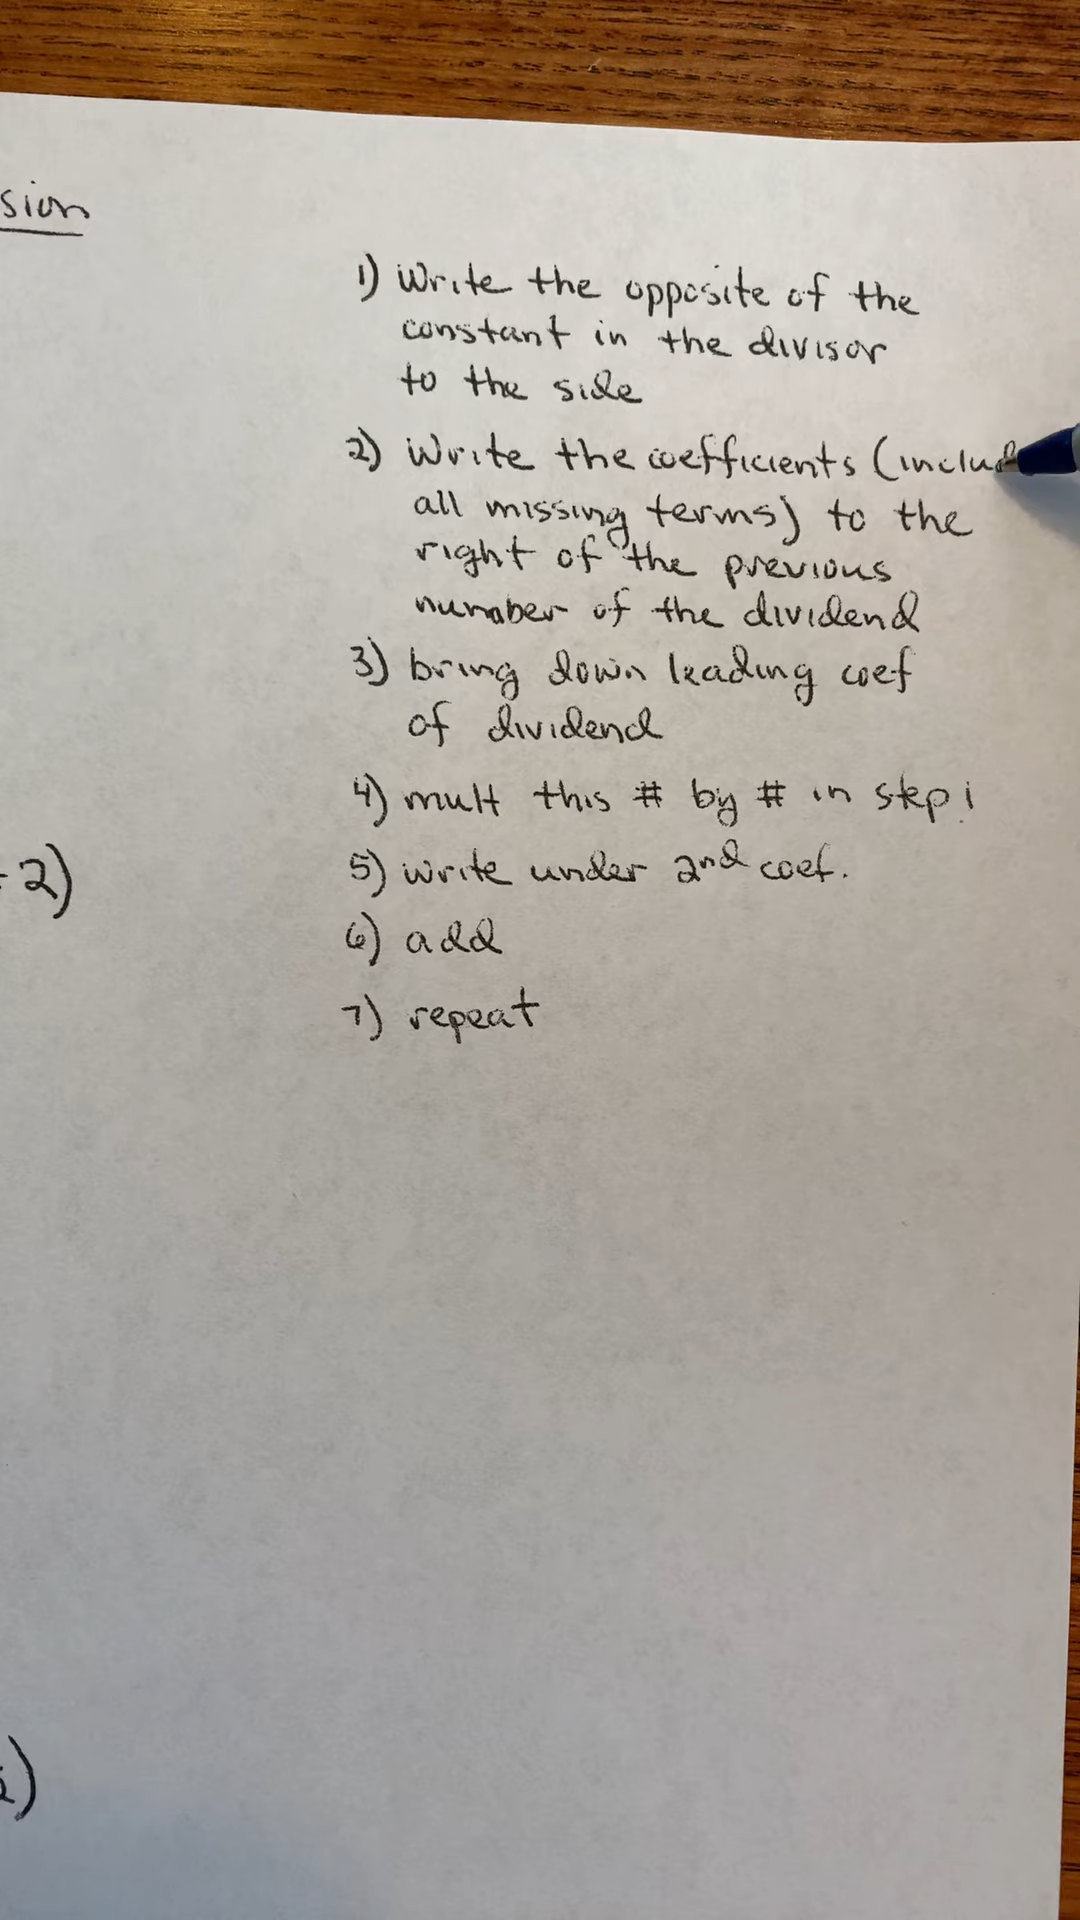 sion
1) Write the opposite of the
constant in the divisor
to the side
2) Write the coefficients (includ
all missing terms) to the
right of the previous
number of the dividend
3) bring down leading coef
of dividend
4) mult this # by # in step 1
- 2)
5) write under 2nd coef.
6) add
7) repeat
)